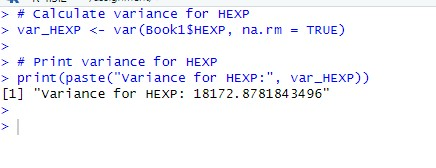 > # Calculate variance for HEXP
> var_HEXP <- var(Book1$HEXP, na.rm = TRUE)
>
> # Print variance for HEXP
> print(paste("Variance for HEXP:", var_HEXP))
[1] "Variance for HEXP: 18172.8781843496"
>
>